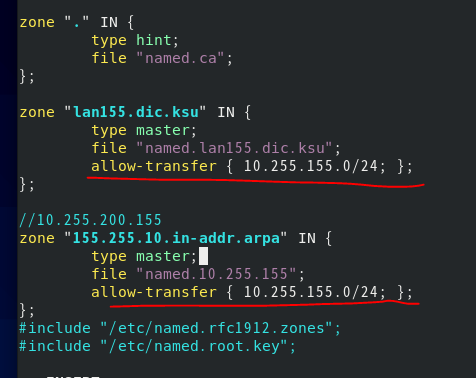 zone "." IN {
type hint;
file "named.ca";
};
zone "lan155.dic.ksu" IN {
type master;
file "named.lan155.dic.ksu";
allow-transfer { 10.255.155.0/24; };
};
//10.255.200.155
zone "155.255.10.in-addr.arpa" IN {
type master;
file "named.10.255.155";
allow-transfer { 10.255.155.0/24; };
};
#include "/etc/named.rfc1912.zones";
#include "/etc/named.root.key";